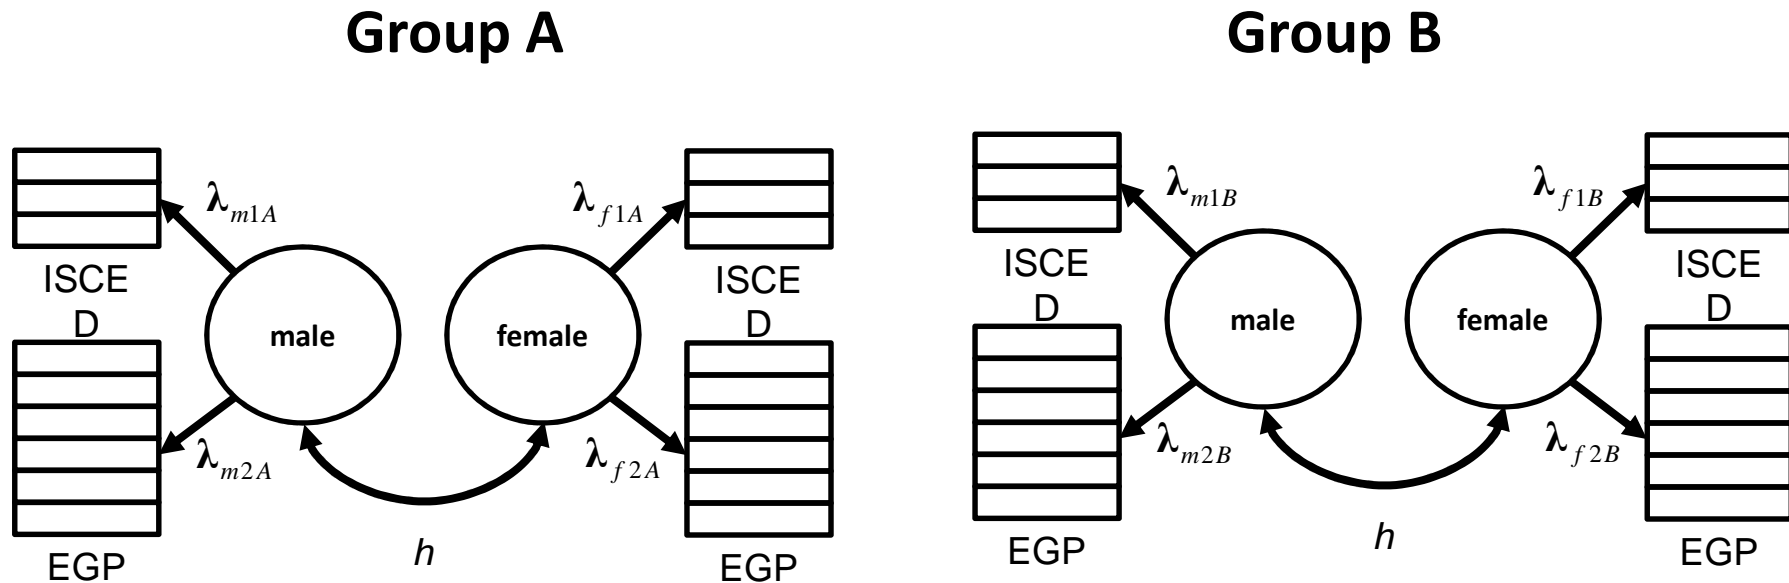 Group A
Group B
λm1A
λf1A
ISCE
D
male
female
ISCE
D
λm2A
λf2A
EGP
h
EGP
λm1B
λf1B
ISCE
D
male
female
ISCE
D
λm2B
λf2B
EGP
h
EGP